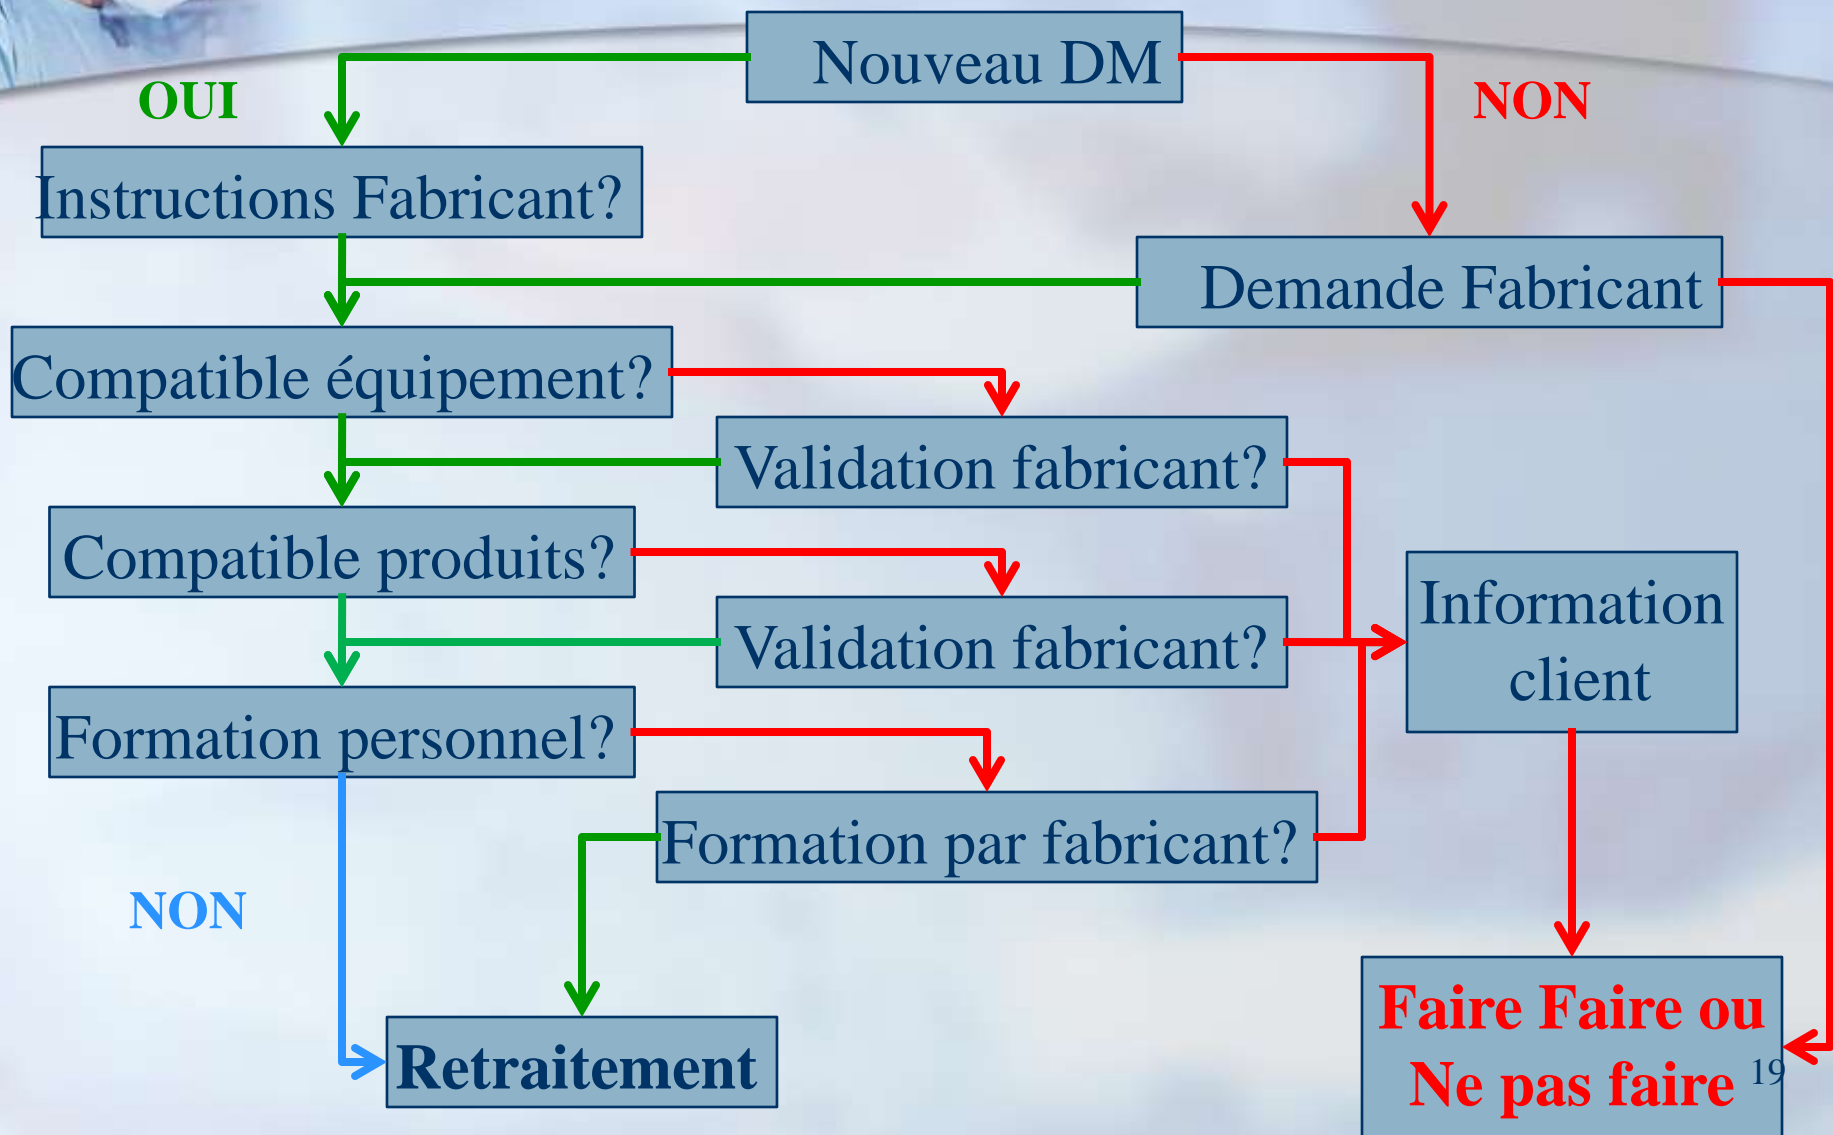 Nouveau DM
OUI
NON
Instructions Fabricant?
Demande Fabricant
Compatible équipement?
Validation fabricant?
Compatible produits?
Information
client
Validation fabricant?
Formation personnel?
Formation par fabricant?
NON
Retraitement
Faire Faire ou
Ne pas faire
19